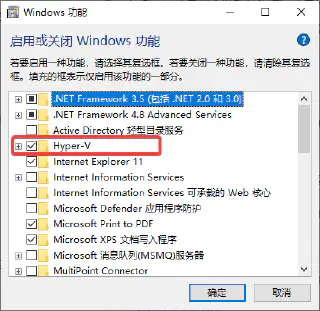 Windows 功能
启用或关闭 Windows 功能
若要启用一种功能，请选择其复选框。若要关闭一种功能，请清除其复选框。填充的框表示仅启用该功能的一部分。
.NET Framework 3.5 (包括 .NET 2.0 和 3.0)
.NET Framework 4.8 Advanced Services
Active Directory 轻型目录服务
Hyper-V
Internet Explorer 11
Internet Information Services
Internet Information Services 可承载的 Web 核心
Microsoft Defender 应用程序防护
Microsoft Print to PDF
Microsoft XPS 文档写入程序
Microsoft 消息队列(MSMQ)服务器
MultiPoint Connector
确定
取消